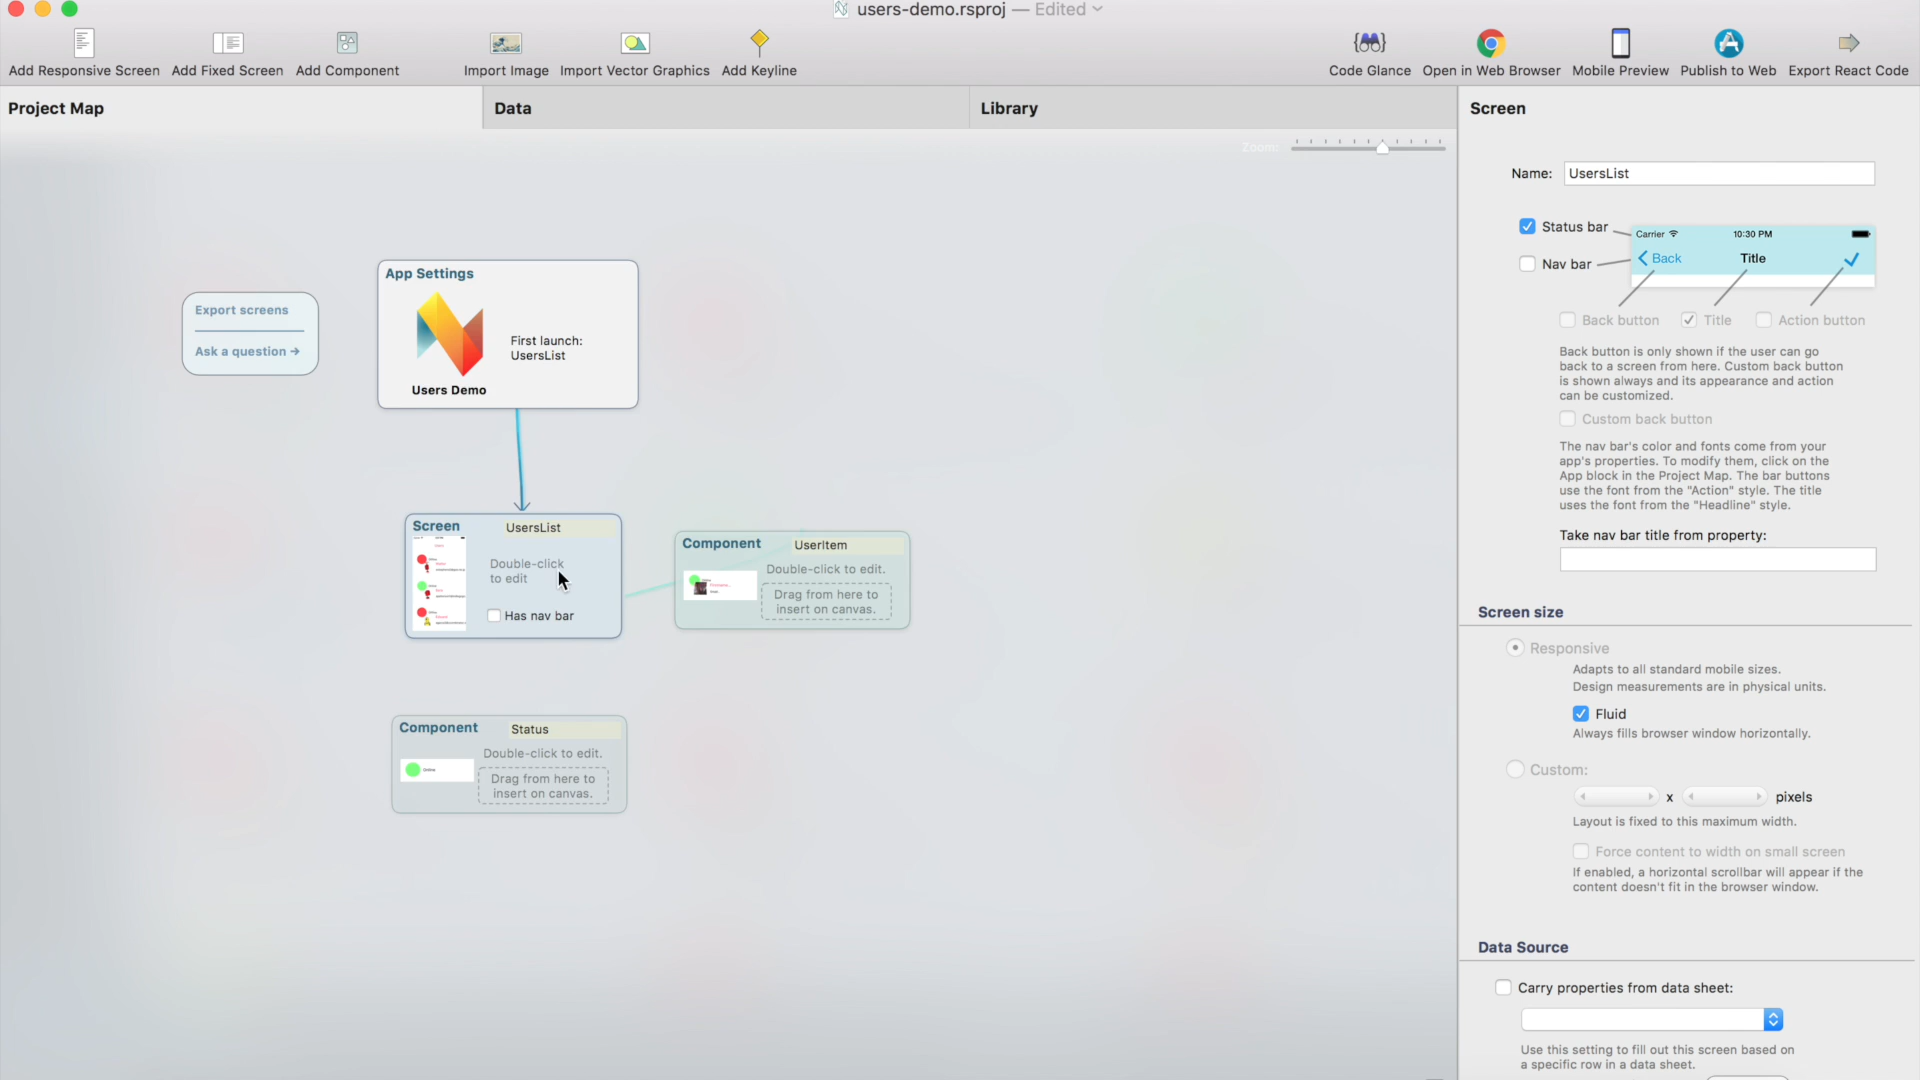 users-demo.rsproj — Edited
Add Responsive Screen
Add Fixed Screen
Add Component
Import Image
Import Vector Graphics
Add Keyline
Code Glance
Open in Web Browser
Mobile Preview
Publish to Web
Export React Code
Project Map
Data
Library
Screen
Zoom:
Export screens
Ask a question →
App Settings
First launch:
UsersList
Users Demo
Screen
UsersList
Double-click
to edit
Has nav bar
Component
UserItem
Double-click to edit.
Drag from here to
insert on canvas.
Component
Status
Double-click to edit.
Online
Drag from here to
insert on canvas.
Name:
UsersList
Status bar
Nav bar
Carrier
10:30 PM
Back
Title
Back button
Title
Action button
Back button is only shown if the user can go
back to a screen from here. Custom back button
is shown always and its appearance and action
can be customized.
Custom back button
The nav bar's color and fonts come from your
app's properties. To modify them, click on the
App block in the Project Map. The bar buttons
use the font from the "Action" style. The title
uses the font from the "Headline" style.
Take nav bar title from property:
Screen size
Responsive
Adapts to all standard mobile sizes.
Design measurements are in physical units.
Fluid
Always fills browser window horizontally.
Custom:
x
pixels
Layout is fixed to this maximum width.
Force content to width on small screen
If enabled, a horizontal scrollbar will appear if the
content doesn't fit in the browser window.
Data Source
Carry properties from data sheet:
Use this setting to fill out this screen based on
a specific row in a data sheet.